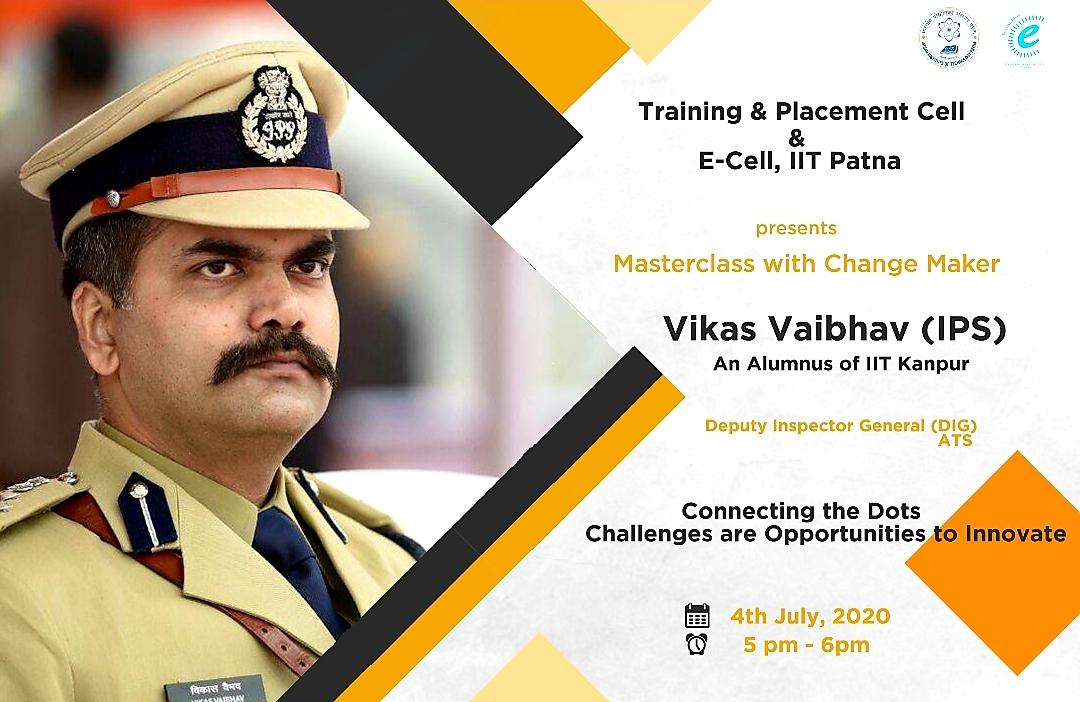 Training & Placement Cell
&
E-Cell, IIT Patna
presents
Masterclass with Change Maker
Vikas Vaibhav (IPS)
An Alumnus of IIT Kanpur
Deputy Inspector General (DIG)
ATS
Connecting the Dots
Challenges are Opportunities to Innovate
4th July, 2020
5 pm - 6pm
विकास वैभव
VIKAS VAIBHAV